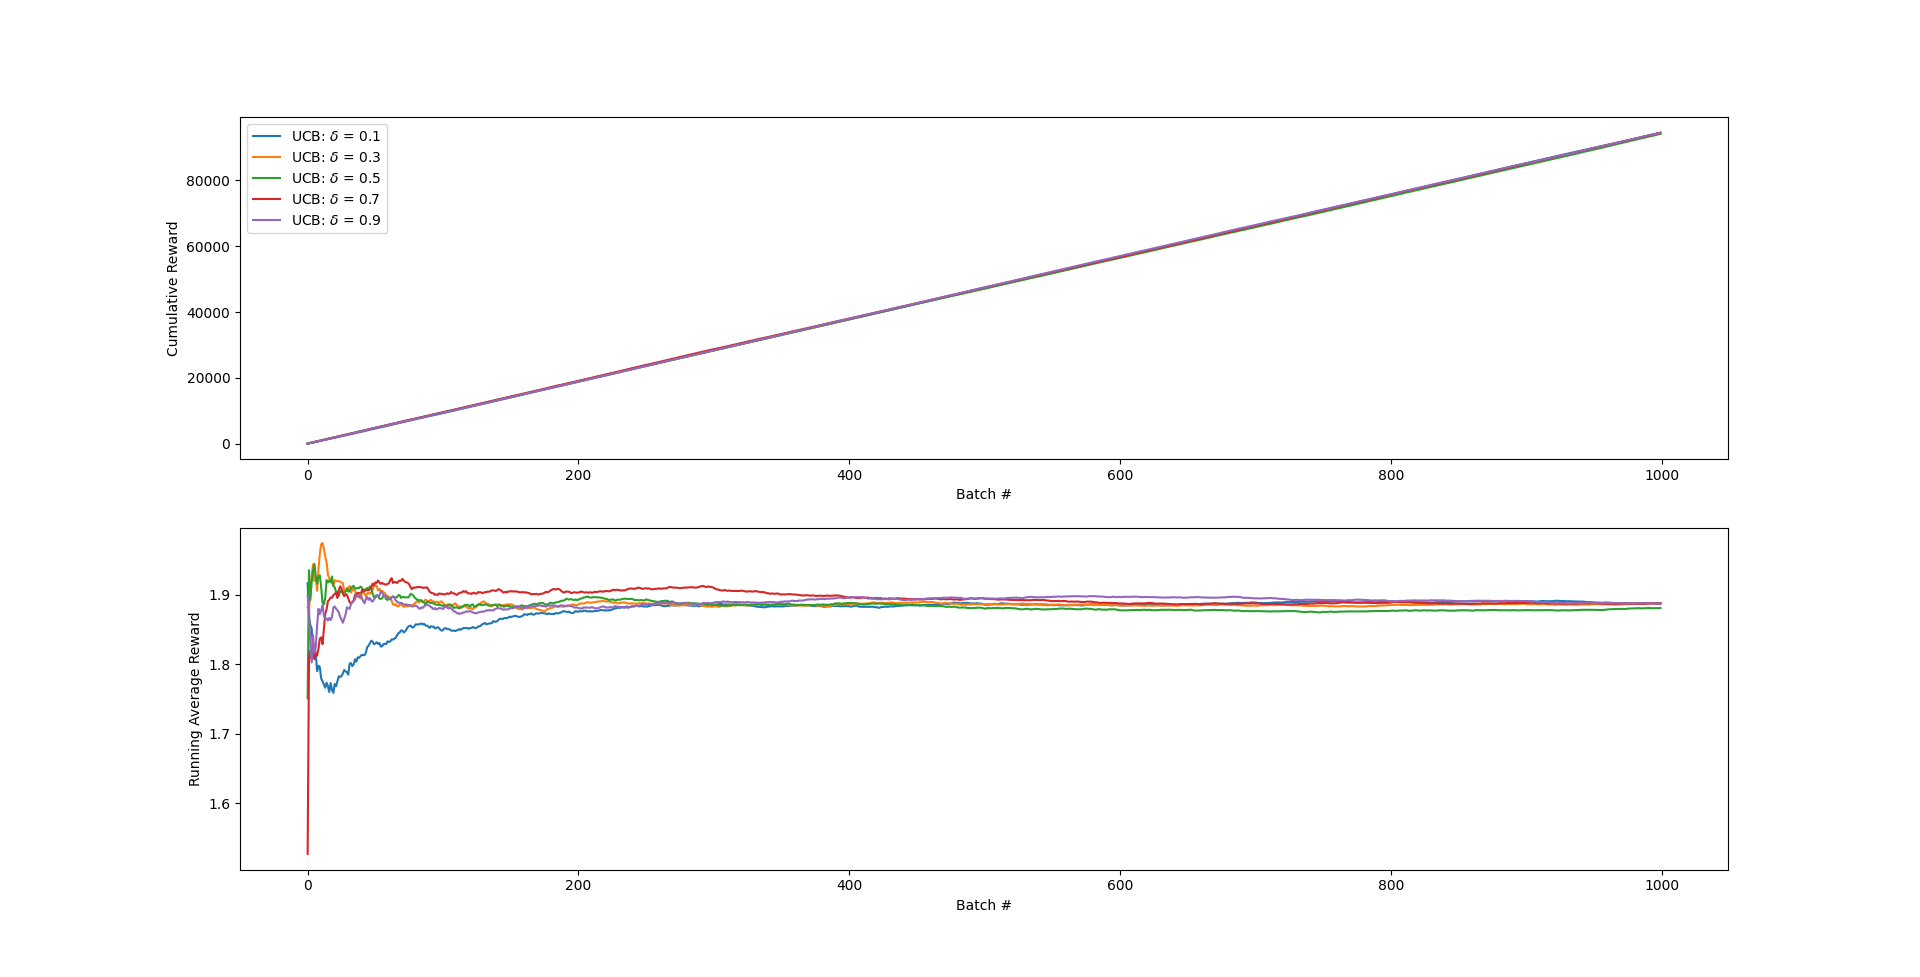 UCB: δ = 0.1
UCB: δ = 0.3
UCB: δ = 0.5
UCB: δ = 0.7
UCB: δ = 0.9
Cumulative Reward
80000
60000
40000
20000
0
0 200 400 600 800 1000
Batch #
Running Average Reward
1.9
1.8
1.7
1.6
0 200 400 600 800 1000
Batch #